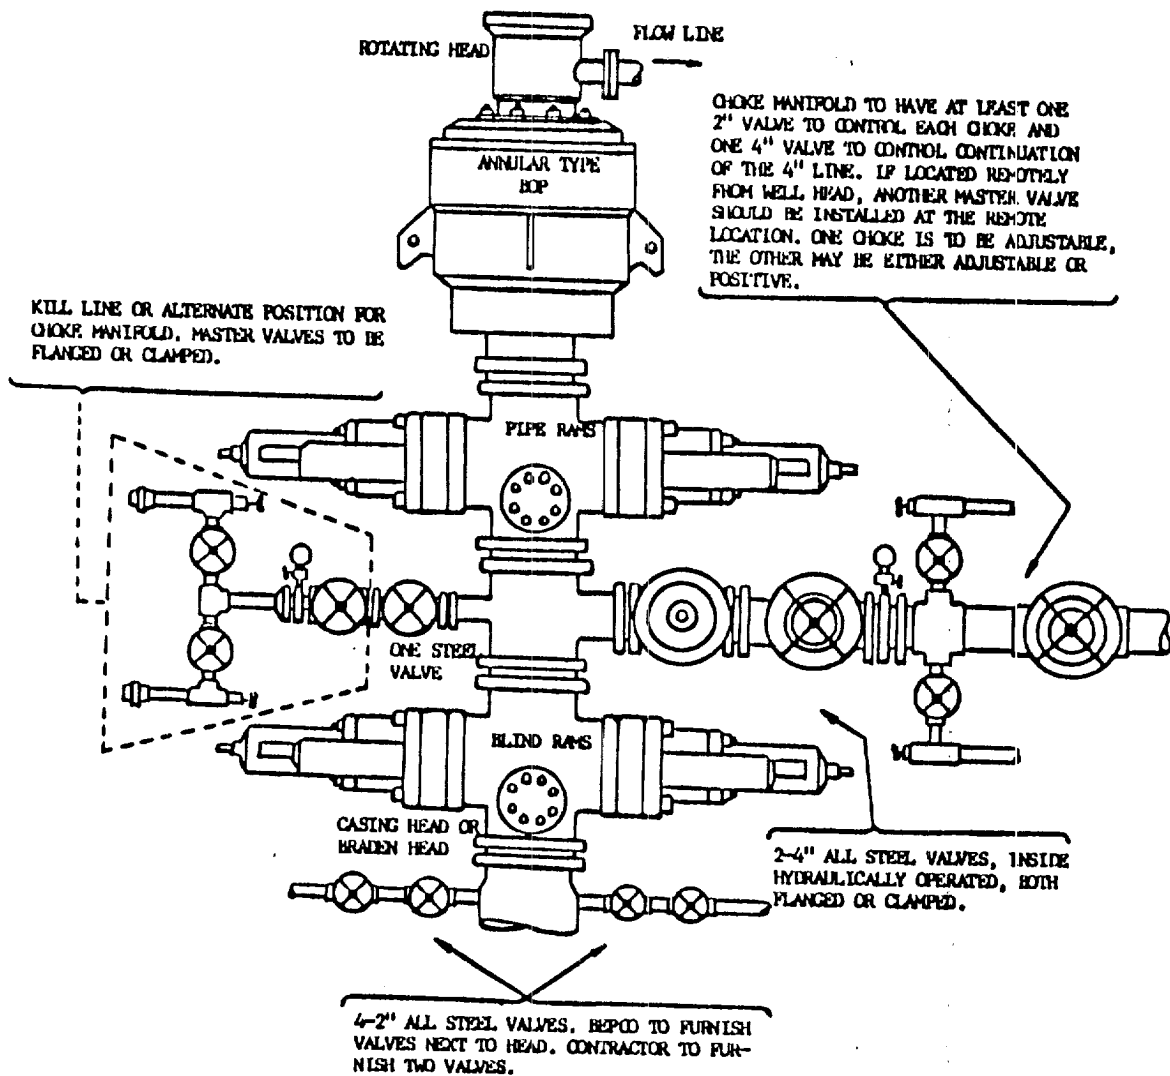 ROTATING HEAD
FLOW LINE
CHOKE MANIFOLD TO HAVE AT LEAST ONE
2" VALVE TO CONTROL EACH CHOKE AND
ONE 4" VALVE TO CONTROL CONTINUATION
OF THE 4" LINE. IF LOCATED REMOTELY
FROM WELL HEAD, ANOTHER MASTER VALVE
SHOULD BE INSTALLED AT THE REMOTE
LOCATION. ONE CHOKE IS TO BE ADJUSTABLE,
THE OTHER MAY BE EITHER ADJUSTABLE OR
POSITIVE.
ANNULAR TYPE
BOP
KILL LINE OR ALTERNATE POSITION FOR
CHOKE MANIFOLD. MASTER VALVES TO BE
FLANGED OR CLAMPED.
PIPE RAMS
ONE STEEL
VALVE
BLIND RAMS
CASING HEAD OR
BRADEN HEAD
2-4" ALL STEEL VALVES, INSIDE
HYDRAULICALLY OPERATED, BOTH
FLANGED OR CLAMPED.
4-2" ALL STEEL VALVES. BEPCO TO FURNISH
VALVES NEXT TO HEAD. CONTRACTOR TO FUR-
NISH TWO VALVES.